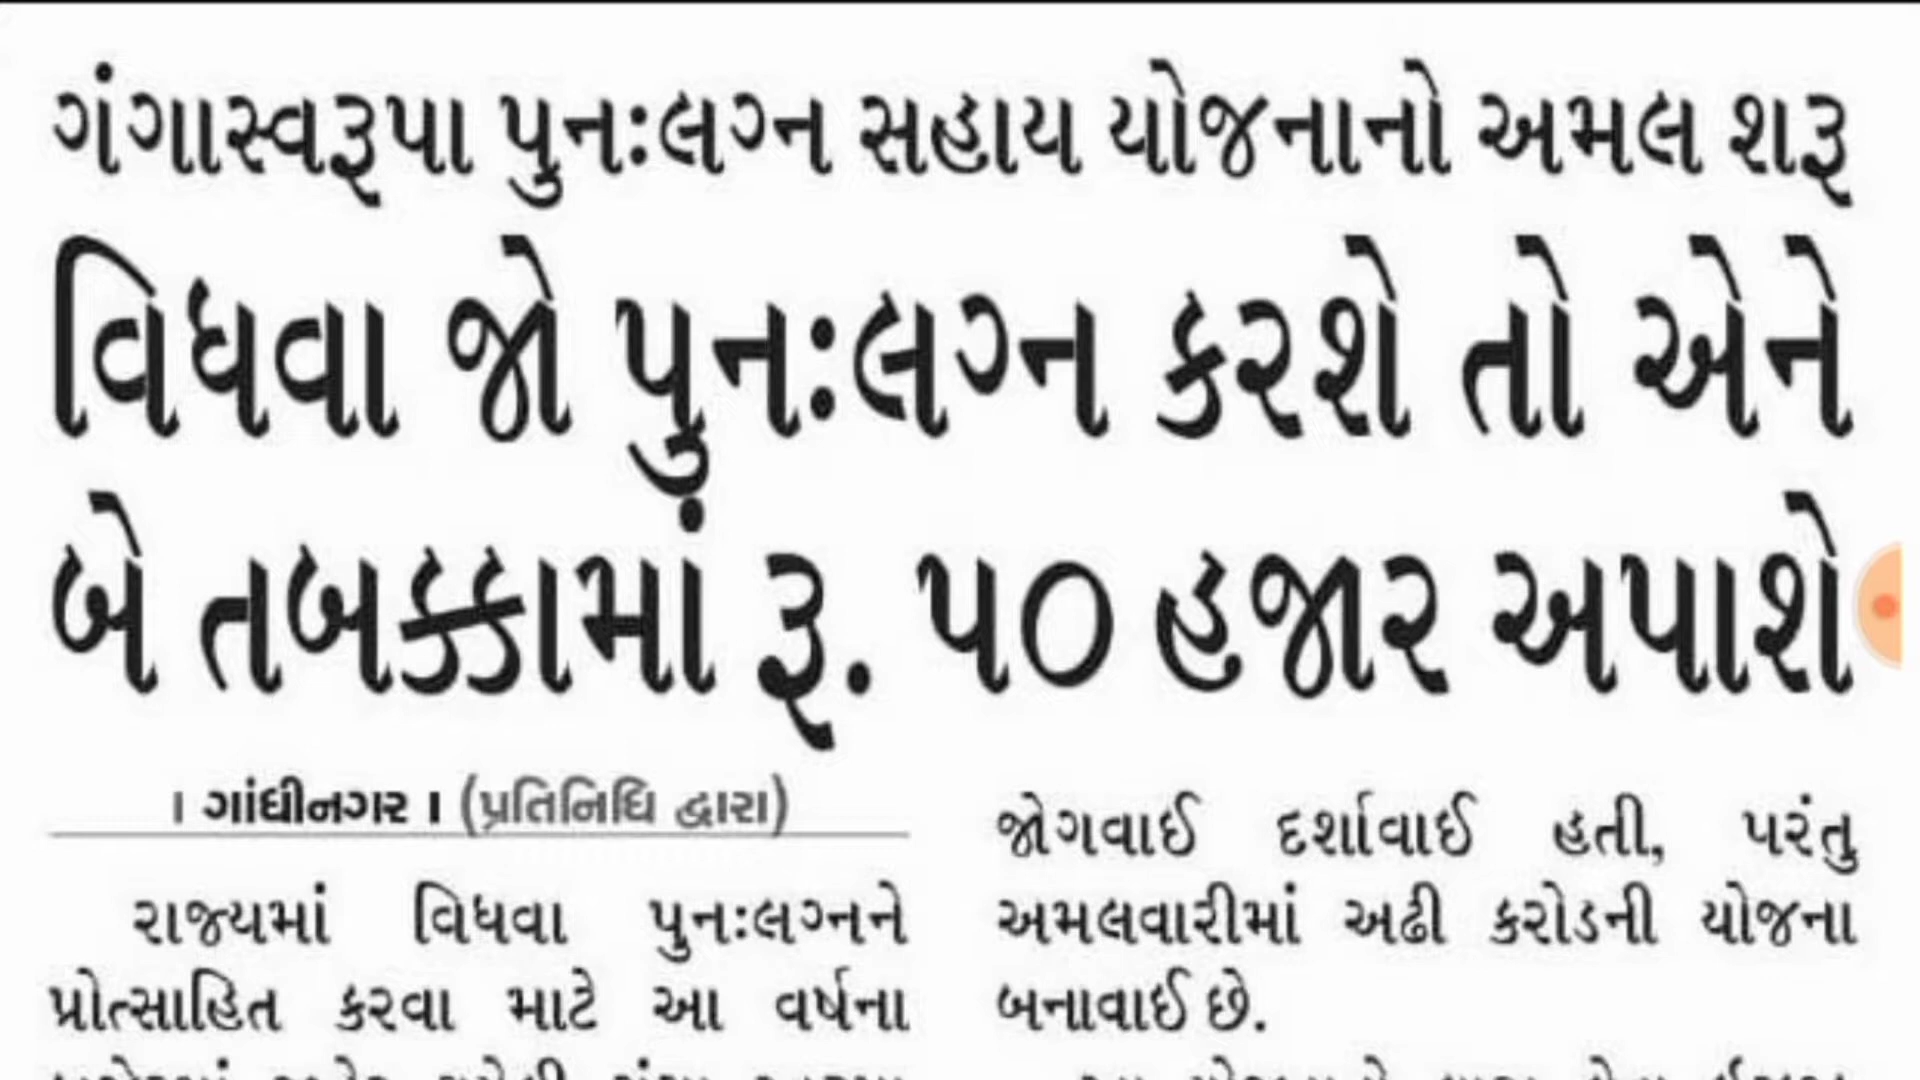 ગંગાસ્વરૂપા પુનઃલગ્ન સહાય યોજનાનો અમલ શરૂ
વિધવા જો પુનઃલગ્ન કરશે તો એને
બે તબક્કામાં રૂ. ૫૦ હજાર અપાશે
। ગાંધીનગર । (પ્રતિનિધિ દ્વારા)
રાજ્યમાં વિધવા પુનઃલગ્નને
પ્રોત્સાહિત કરવા માટે આ વર્ષના
જોગવાઈ દર્શાવાઈ હતી, પરંતુ
અમલવારીમાં અઢી કરોડની યોજના
બનાવાઈ છે.